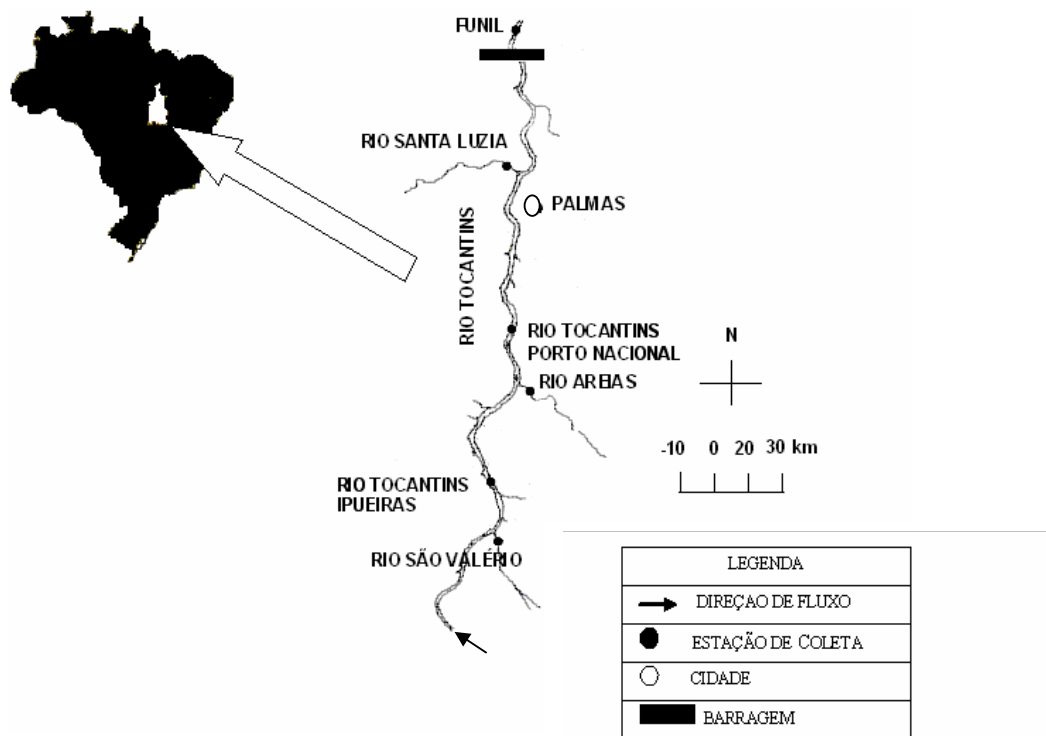 FUNIL
RIO SANTA LUZIA
PALMAS
RIO TOCANTINS
RIO TOCANTINS
PORTO NACIONAL
RIO AREIAS
N
-10 0 20 30 km
RIO TOCANTINS
IPUEIRAS
RIO SÃO VALÉRIO
LEGENDA
DIREÇAO DE FLUXO
ESTAÇÃO DE COLETA
CIDADE
BARRAGEM